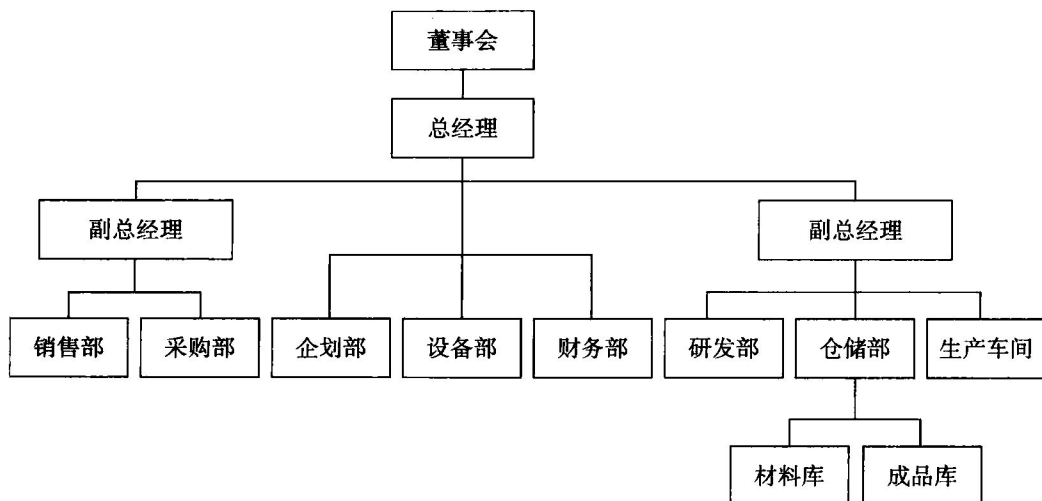 董事会
总经理
副总经理
副总经理
销售部
采购部
企划部
设备部
财务部
研发部
仓储部
生产车间
材料库
成品库